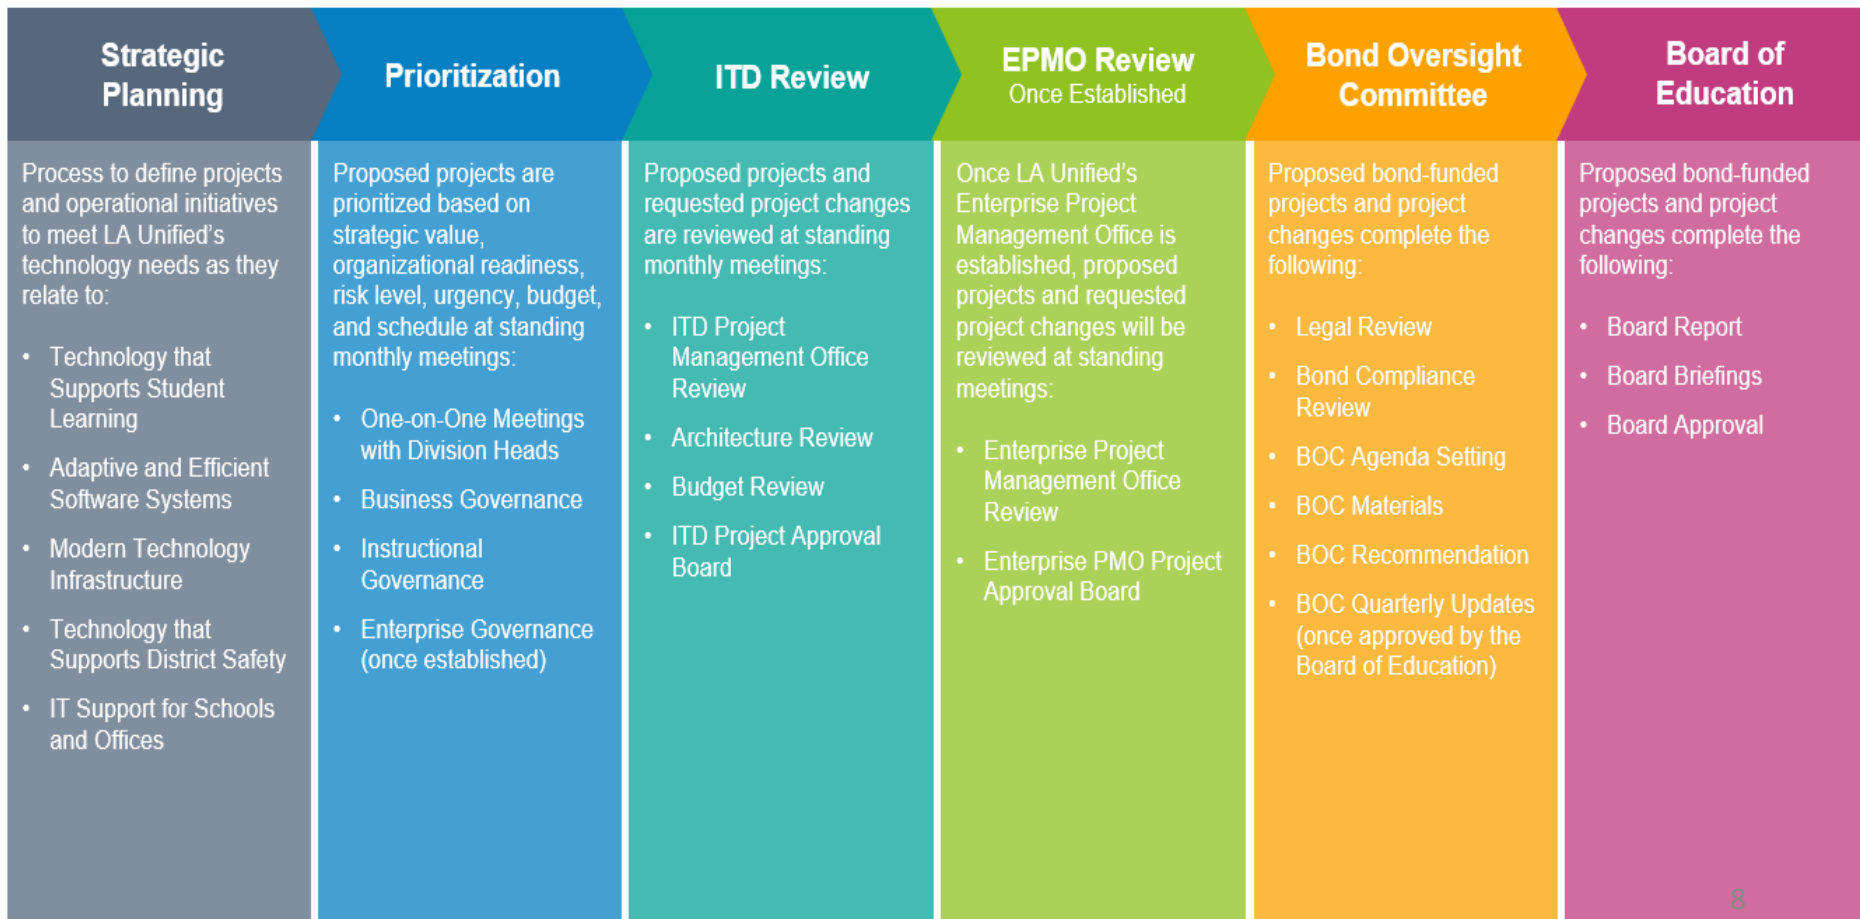 Strategic
Planning
Process to define projects
and operational initiatives
to meet LA Unified's
technology needs as they
relate to:
• Technology that
Supports Student
Learning
• Adaptive and Efficient
Software Systems
• Modern Technology
Infrastructure
• Technology that
Supports District Safety
• IT Support for Schools
and Offices
Prioritization
Proposed projects are
prioritized based on
strategic value,
organizational readiness,
risk level, urgency, budget,
and schedule at standing
monthly meetings:
• One-on-One Meetings
with Division Heads
• Business Governance
• Instructional
Governance
• Enterprise Governance
(once established)
ITD Review
Proposed projects and
requested project changes
are reviewed at standing
monthly meetings:
• ITD Project
Management Office
Review
• Architecture Review
• Budget Review
• ITD Project Approval
Board
EPMO Review
Once Established
Once LA Unified's
Enterprise Project
Management Office is
established, proposed
projects and requested
project changes will be
reviewed at standing
meetings:
• Enterprise Project
Management Office
Review
• Enterprise PMO Project
Approval Board
Bond Oversight
Committee
Proposed bond-funded
projects and project
changes complete the
following:
• Legal Review
• Bond Compliance
Review
• BOC Agenda Setting
• BOC Materials
• BOC Recommendation
• BOC Quarterly Updates
(once approved by the
Board of Education)
Board of
Education
Proposed bond-funded
projects and project
changes complete the
following:
• Board Report
• Board Briefings
• Board Approval
8